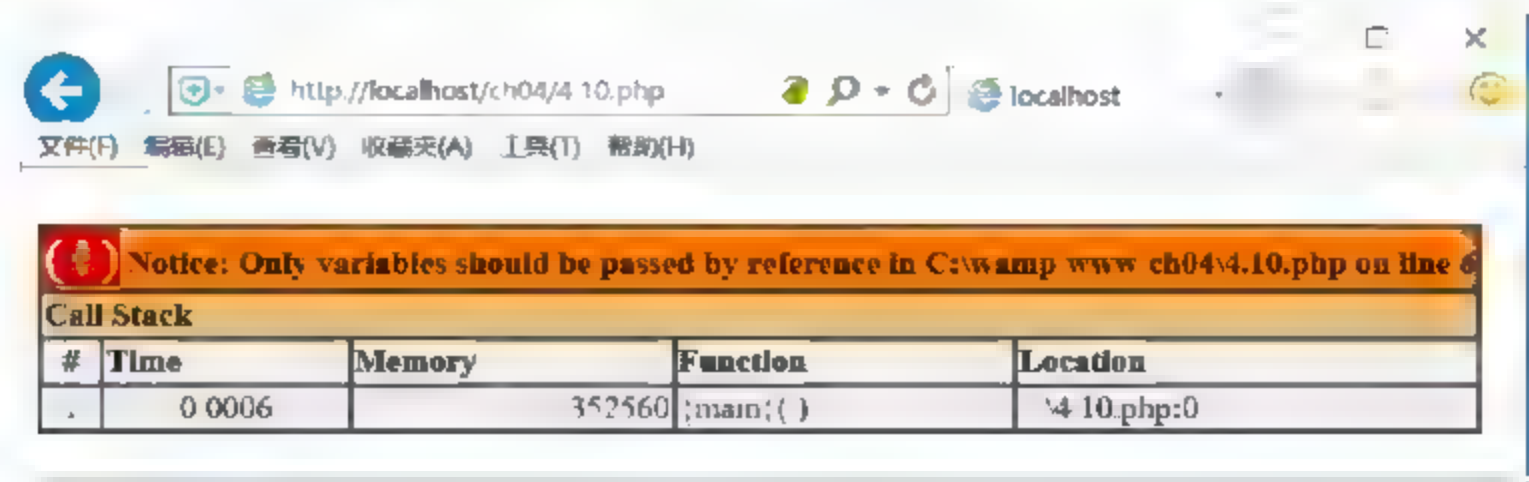 http://localhost/ch04/4.10.php
localhost
文件(F) 编辑(E) 查看(V) 收藏夹(A) 工具(T) 帮助(H)
Notice: Only variables should be passed by reference in C:\wamp\www\ch04\4.10.php on line
Call Stack
# Time Memory Function Location
0.0006 352560 {main}( ) \4.10.php:0